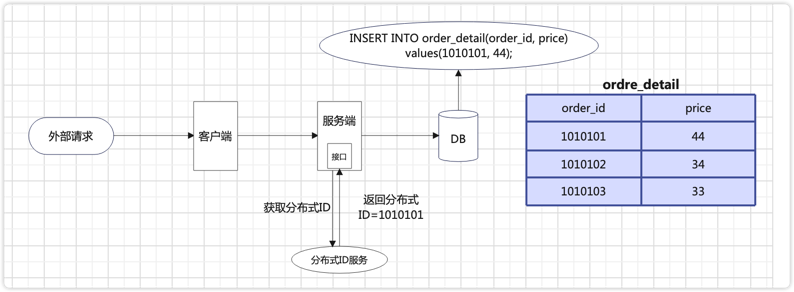 INSERT INTO order_detail(order_id, price)
values(1010101, 44);
外部请求
客户端
服务端
接口
DB
获取分布式ID
返回分布式
ID=1010101
分布式ID服务
ordre_detail
order_id price
1010101 44
1010102 34
1010103 33